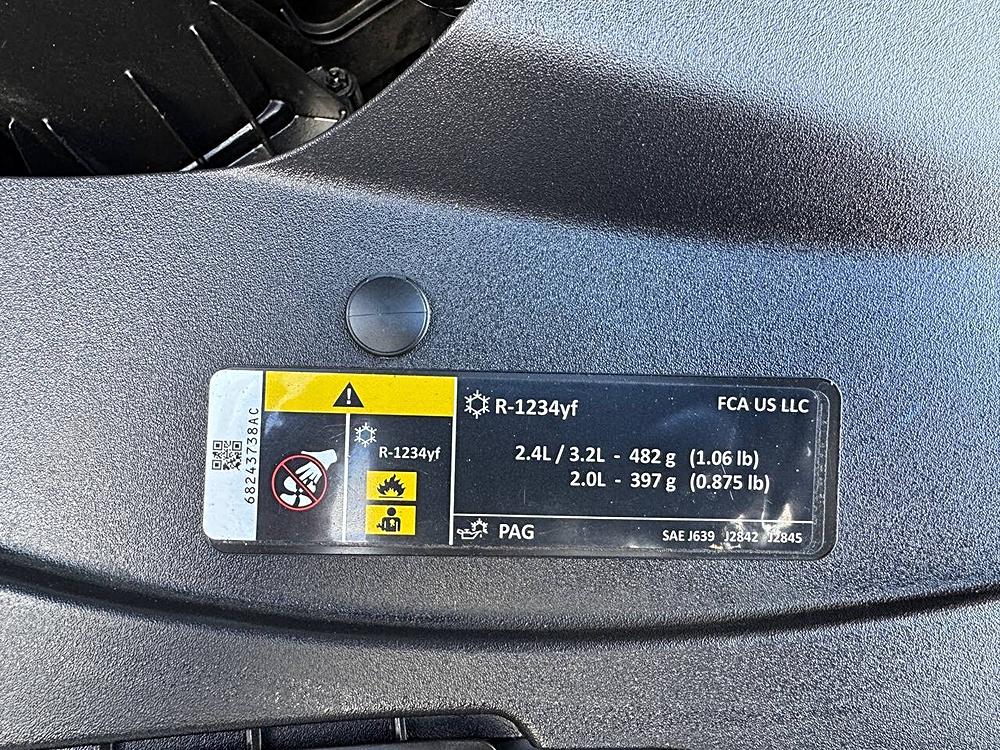 68243738AC
R-1234yf
R-1234yf FCA US LLC
2.4L / 3.2L - 482 g (1.06 lb)
2.0L - 397 g (0.875 lb)
PAG SAE J639 J2842 J2845